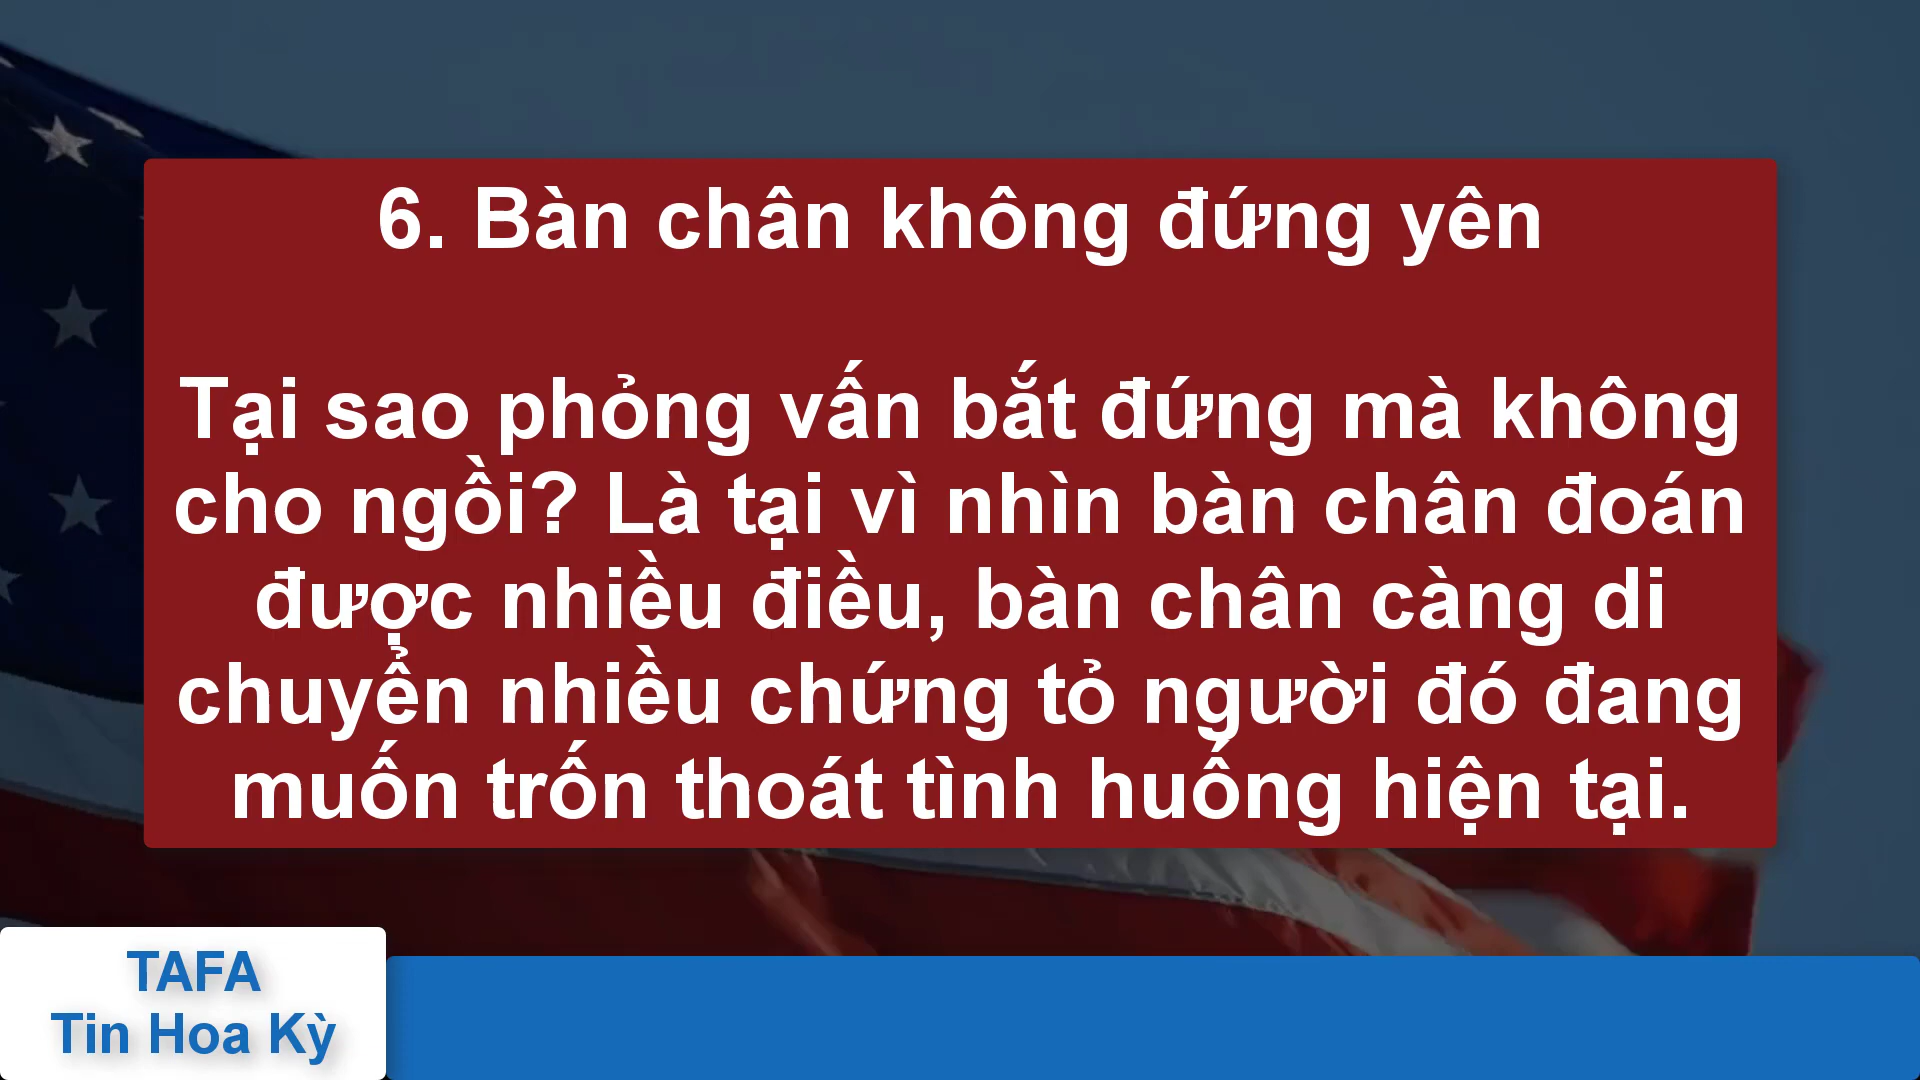 6. Bàn chân không đứng yên
Tại sao phỏng vấn bắt đứng mà không
cho ngồi? Là tại vì nhìn bàn chân đoán
được nhiều điều, bàn chân càng di
chuyển nhiều chứng tỏ người đó đang
muốn trốn thoát tình huống hiện tại.
TAFA
Tin Hoa Kỳ